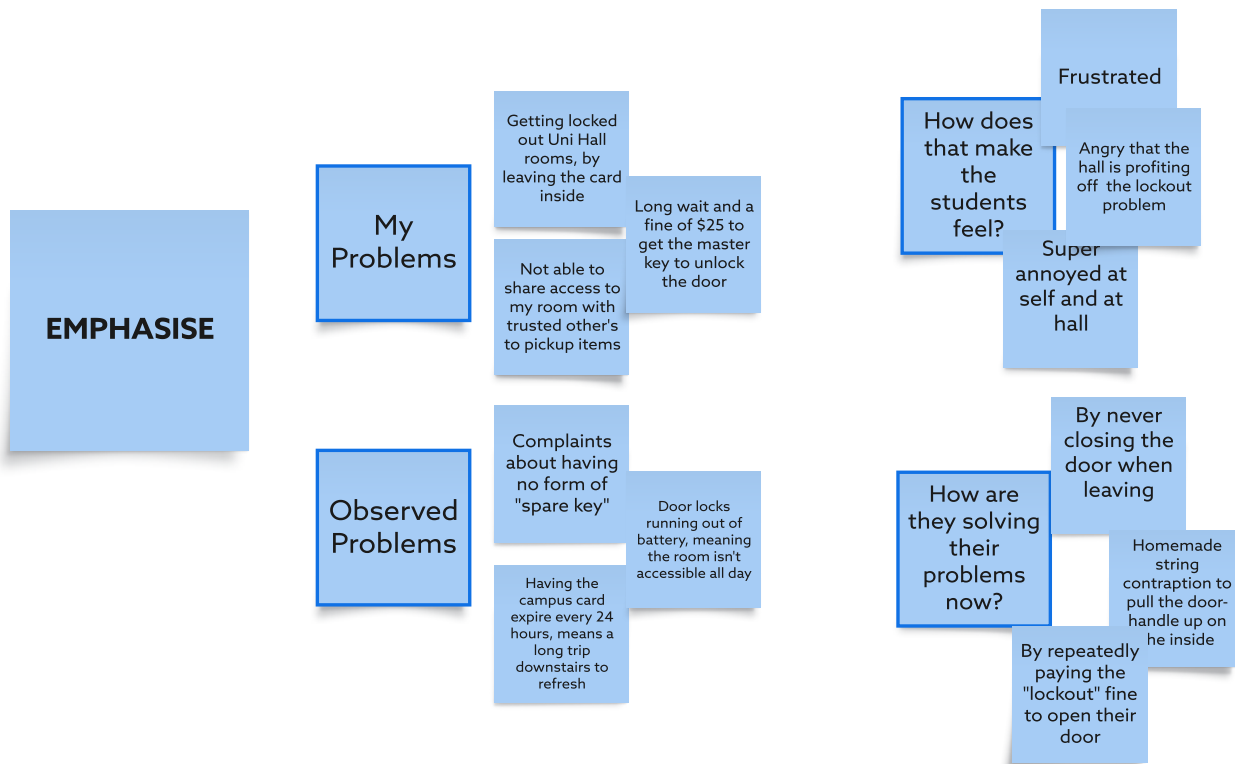 EMPHASISE
My
Problems
Getting locked
out Uni Hall
rooms, by
leaving the card
inside
Long wait and a
fine of $25 to
get the master
key to unlock
the door
Not able to
share access to
my room with
trusted other's
to pickup items
Observed
Problems
Complaints
about having
no form of
"spare key"
Door locks
running out of
battery, meaning
the room isn't
accessible all day
Having the
campus card
expire every 24
hours, means a
long trip
downstairs to
refresh
How does
that make
the
students
feel?
Frustrated
Angry that the
hall is profiting
off the lockout
problem
Super
annoyed at
self and at
hall
How are
they solving
their
problems
now?
By never
closing the
door when
leaving
Homemade
string
contraption to
pull the door-
handle up on
he inside
By repeatedly
paying the
"lockout" fine
to open their
door